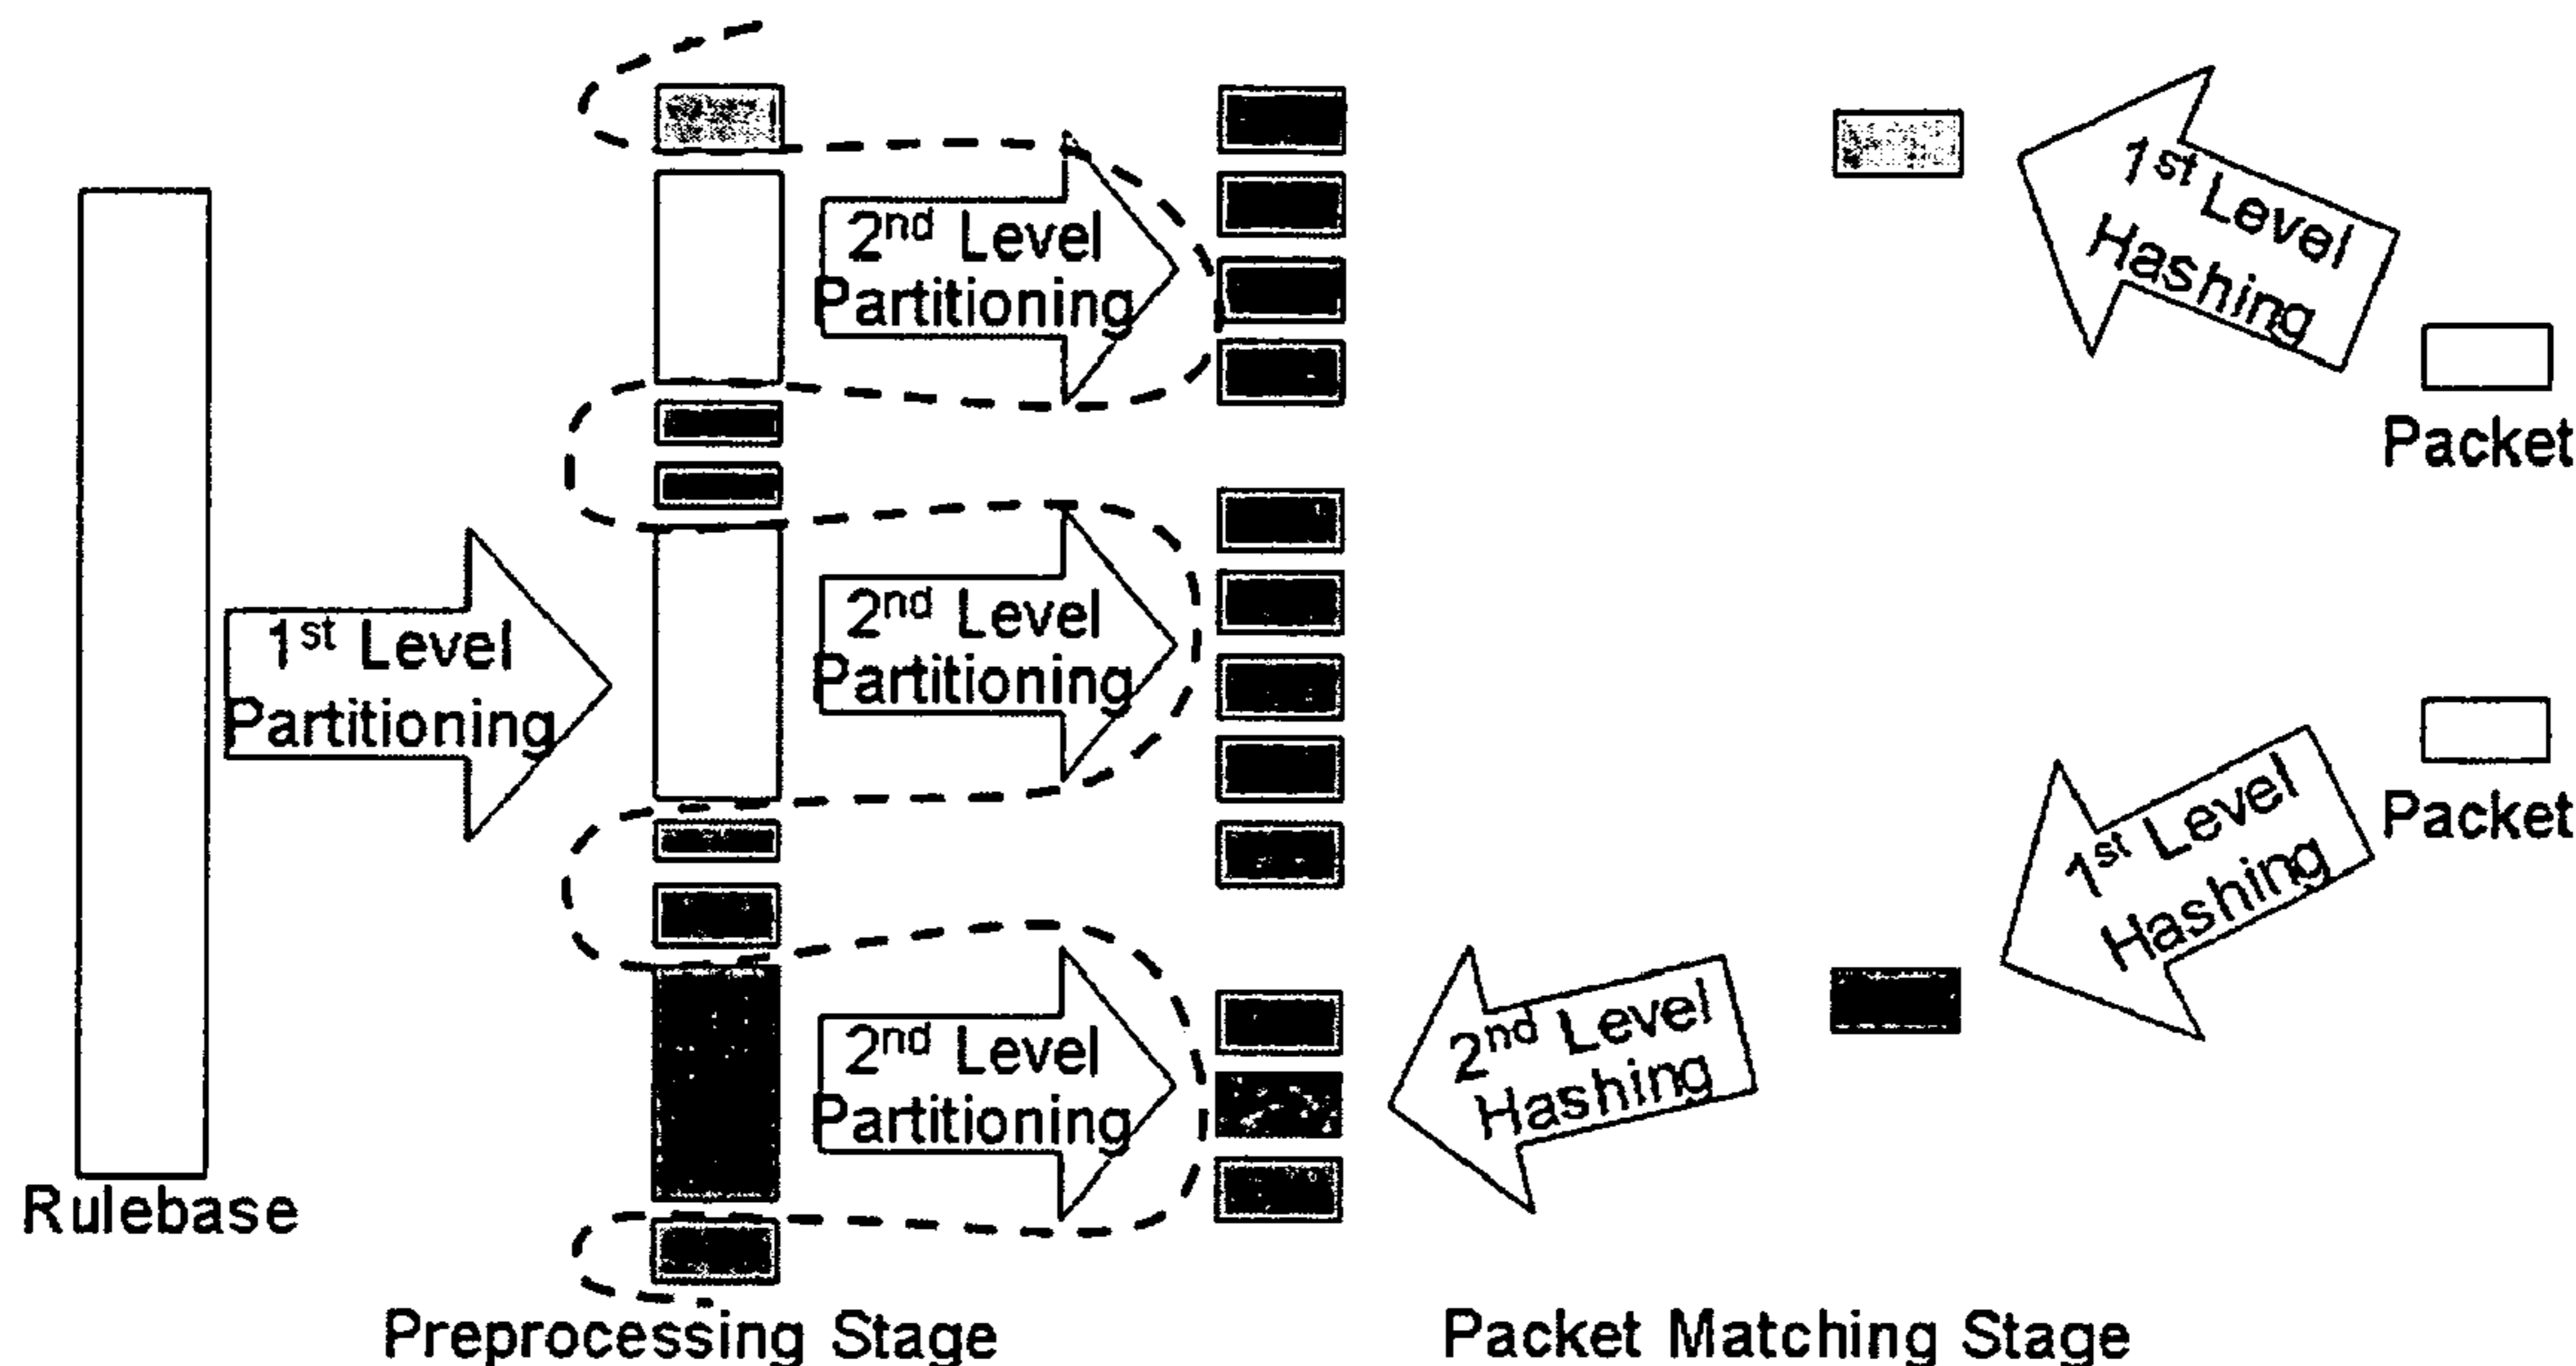 1st Level
Hashing
Packet
2nd Level
Partitioning
2nd Level
Partitioning
1st Level
Partitioning
Packet
1st Level
Hashing
2nd Level
Hashing
2nd Level
Partitioning
Rulebase
Preprocessing Stage
Packet Matching Stage